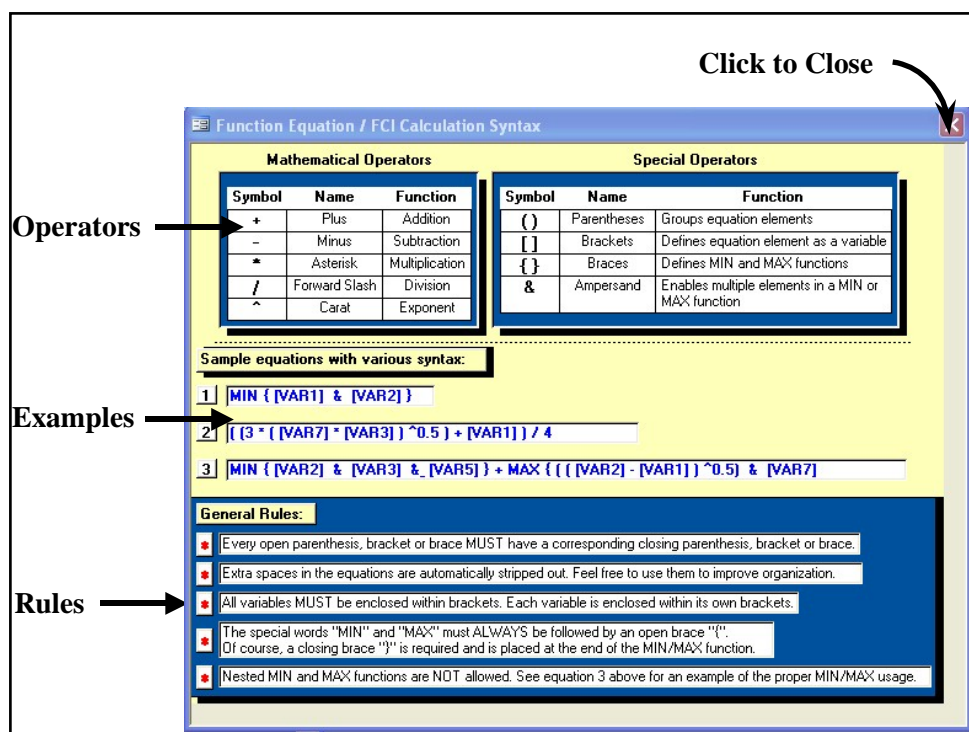 Click to Close
Function Equation / FCI Calculation Syntax
Mathematical Operators
Symbol Name Function
+ Plus Addition
- Minus Subtraction
* Asterisk Multiplication
/ Forward Slash Division
^ Carat Exponent
Special Operators
Symbol Name Function
( ) Parentheses Groups equation elements
[ ] Brackets Defines equation element as a variable
{ } Braces Defines MIN and MAX functions
& Ampersand Enables multiple elements in a MIN or
MAX function
Operators
Sample equations with various syntax:
Examples
1 MIN { [VAR1] & [VAR2] }
2 ( (3 * ( [VAR7] * [VAR3] ) ^0.5 ) + [VAR1] ) / 4
3 MIN { [VAR2] & [VAR3] &_ [VAR5] } + MAX { ( ( [VAR2] - [VAR1] ) ^0.5) & [VAR7]
General Rules:
Rules
* Every open parenthesis, bracket or brace MUST have a corresponding closing parenthesis, bracket or brace.
* Extra spaces in the equations are automatically stripped out. Feel free to use them to improve organization.
* All variables MUST be enclosed within brackets. Each variable is enclosed within its own brackets.
* The special words "MIN" and "MAX" must ALWAYS be followed by an open brace "{".
Of course, a closing brace "}" is required and is placed at the end of the MIN/MAX function.
* Nested MIN and MAX functions are NOT allowed. See equation 3 above for an example of the proper MIN/MAX usage.